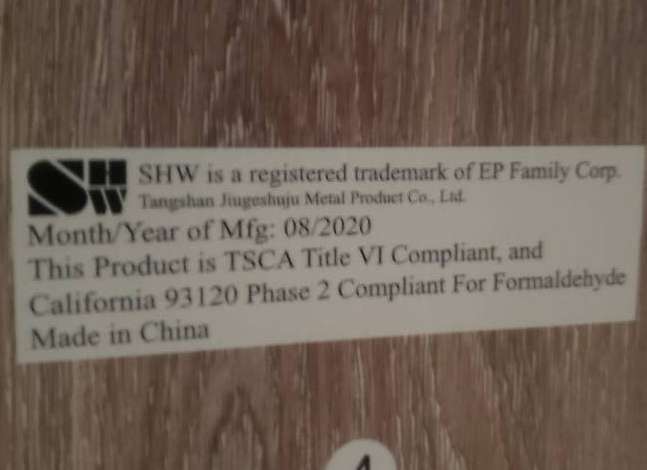 SHW SHW is a registered trademark of EP Family Corp.
Tangshan Jiugeshuju Metal Product Co., Ltd.
Month/Year of Mfg: 08/2020
This Product is TSCA Title VI Compliant, and
California 93120 Phase 2 Compliant For Formaldehyde
Made in China